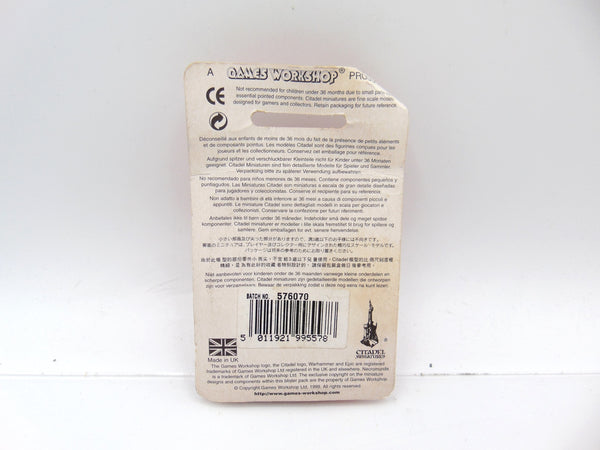 A GAMES WORKSHOP® PRO
CE Not recommended for children under 36 months due to small parts
essential pointed components. Citadel miniatures are fine scale models
designed for gamers and collectors. Retain packaging for future reference.
Déconseillé aux enfants de moins de 36 mois du fait de la présence de petits éléments
et de composants pointus. Les modèles Citadel sont des figurines conçues pour les
joueurs et les collectionneurs. Conservez cet emballage pour référence.
Aufgrund spitzer und verschluckbarer Kleinteile nicht für Kinder unter 36 Monaten
geeignet. Citadel Miniaturen sind fein detaillierte Modelle für Spieler und Sammler.
Verpackung bitte zu späterer Verwendung aufbewahren.
No recomendado para niños menores de 36 meses. Contiene componentes pequeños y
puntiagudos. Las Miniaturas Citadel son miniaturas a escala de gran detalle diseñadas
para jugadores y coleccionistas. Conserva el envase para referencia.
Non adatto a bambini di età inferiore ai 36 mesi a causa di componenti piccoli e
appuntiti. Le miniature Citadel sono dettagliati modelli in scala per giocatori e
collezionisti. Conservare la confezione per futuri riferimenti.
Anbefales ikke til børn under 36 måneder. Indeholder små dele og meget spidse
komponenter. Citadel modeller er i lille skala fremstillet til brug for spillere og
samlere. Gem emballagen for evt. senere henvendelse.
Niet aanbevolen voor kinderen onder de 36 maanden vanwege kleine onderdelen en
scherpe componenten. Citadel miniaturen zijn gedetailleerde schaalmodellen ontworpen
voor spelers en verzamelaars. Bewaar de verpakking zodat u deze nog eens na kunt lezen
BATCH NO. 576070
5 011921 995578
CITADEL
MINIATURES
Made in UK
The Games Workshop logo, the Citadel logo, Warhammer and Epic are registered
trademarks of Games Workshop Ltd registered in the UK and elsewhere. Necromunda
is a trademark of Games Workshop Ltd. All subject matter and the exclusive miniature
designs and components within this blister pack are the property of Games Workshop Ltd.
© Copyright Games Workshop Ltd, 1999. All rights reserved.
http://www.games-workshop.com